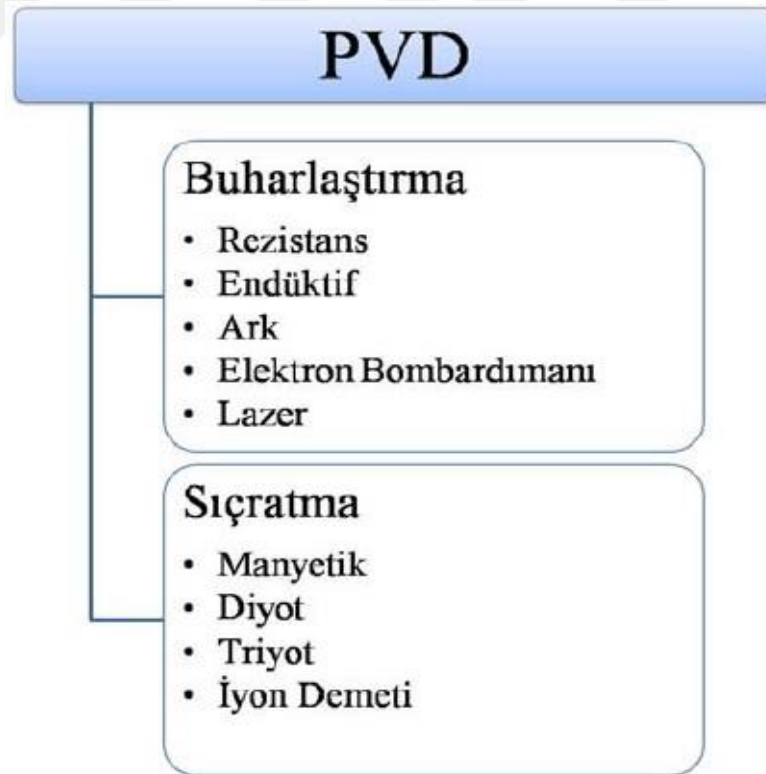 PVD
Buharlaştırma
• Rezistans
• Endüktif
• Ark
• Elektron Bombardımanı
• Lazer
Sıçratma
• Manyetik
• Diyot
• Triyot
• İyon Demeti